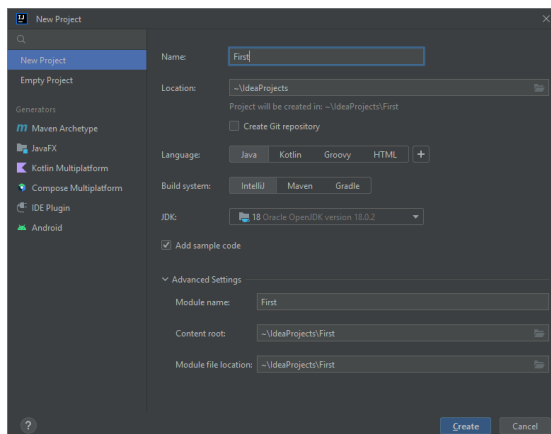 New Project
New Project
Empty Project
Generators
Maven Archetype
JavaFX
Kotlin Multiplatform
Compose Multiplatform
IDE Plugin
Android
Name: First
Location: ~\IdeaProjects
Project will be created in: ~\IdeaProjects\First
Create Git repository
Language: Java Kotlin Groovy HTML +
Build system: IntelliJ Maven Gradle
JDK: 18 Oracle OpenJDK version 18.0.2
Add sample code
Advanced Settings
Module name: First
Content root: ~\IdeaProjects\First
Module file location: ~\IdeaProjects\First
? Create Cancel